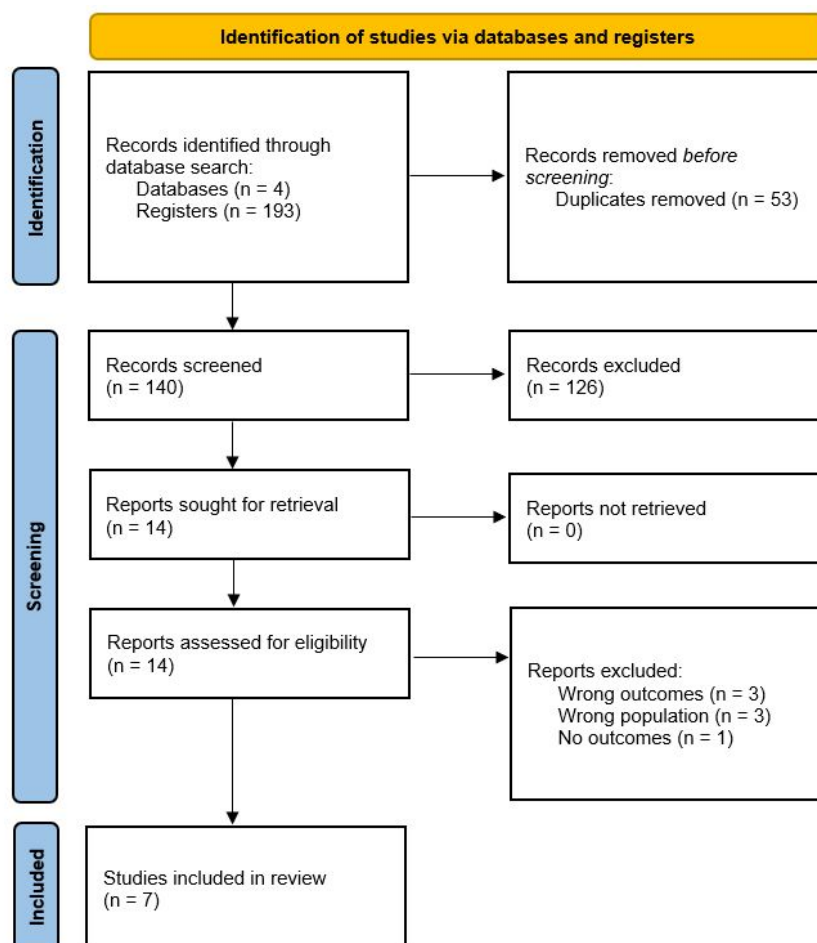 Identification of studies via databases and registers
Identification
Records identified through
database search:
Databases (n = 4)
Registers (n = 193)
Records removed before
screening:
Duplicates removed (n = 53)
Screening
Records screened
(n = 140)
Records excluded
(n = 126)
Reports sought for retrieval
(n = 14)
Reports not retrieved
(n = 0)
Reports assessed for eligibility
(n = 14)
Reports excluded:
Wrong outcomes (n = 3)
Wrong population (n = 3)
No outcomes (n = 1)
Included
Studies included in review
(n = 7)